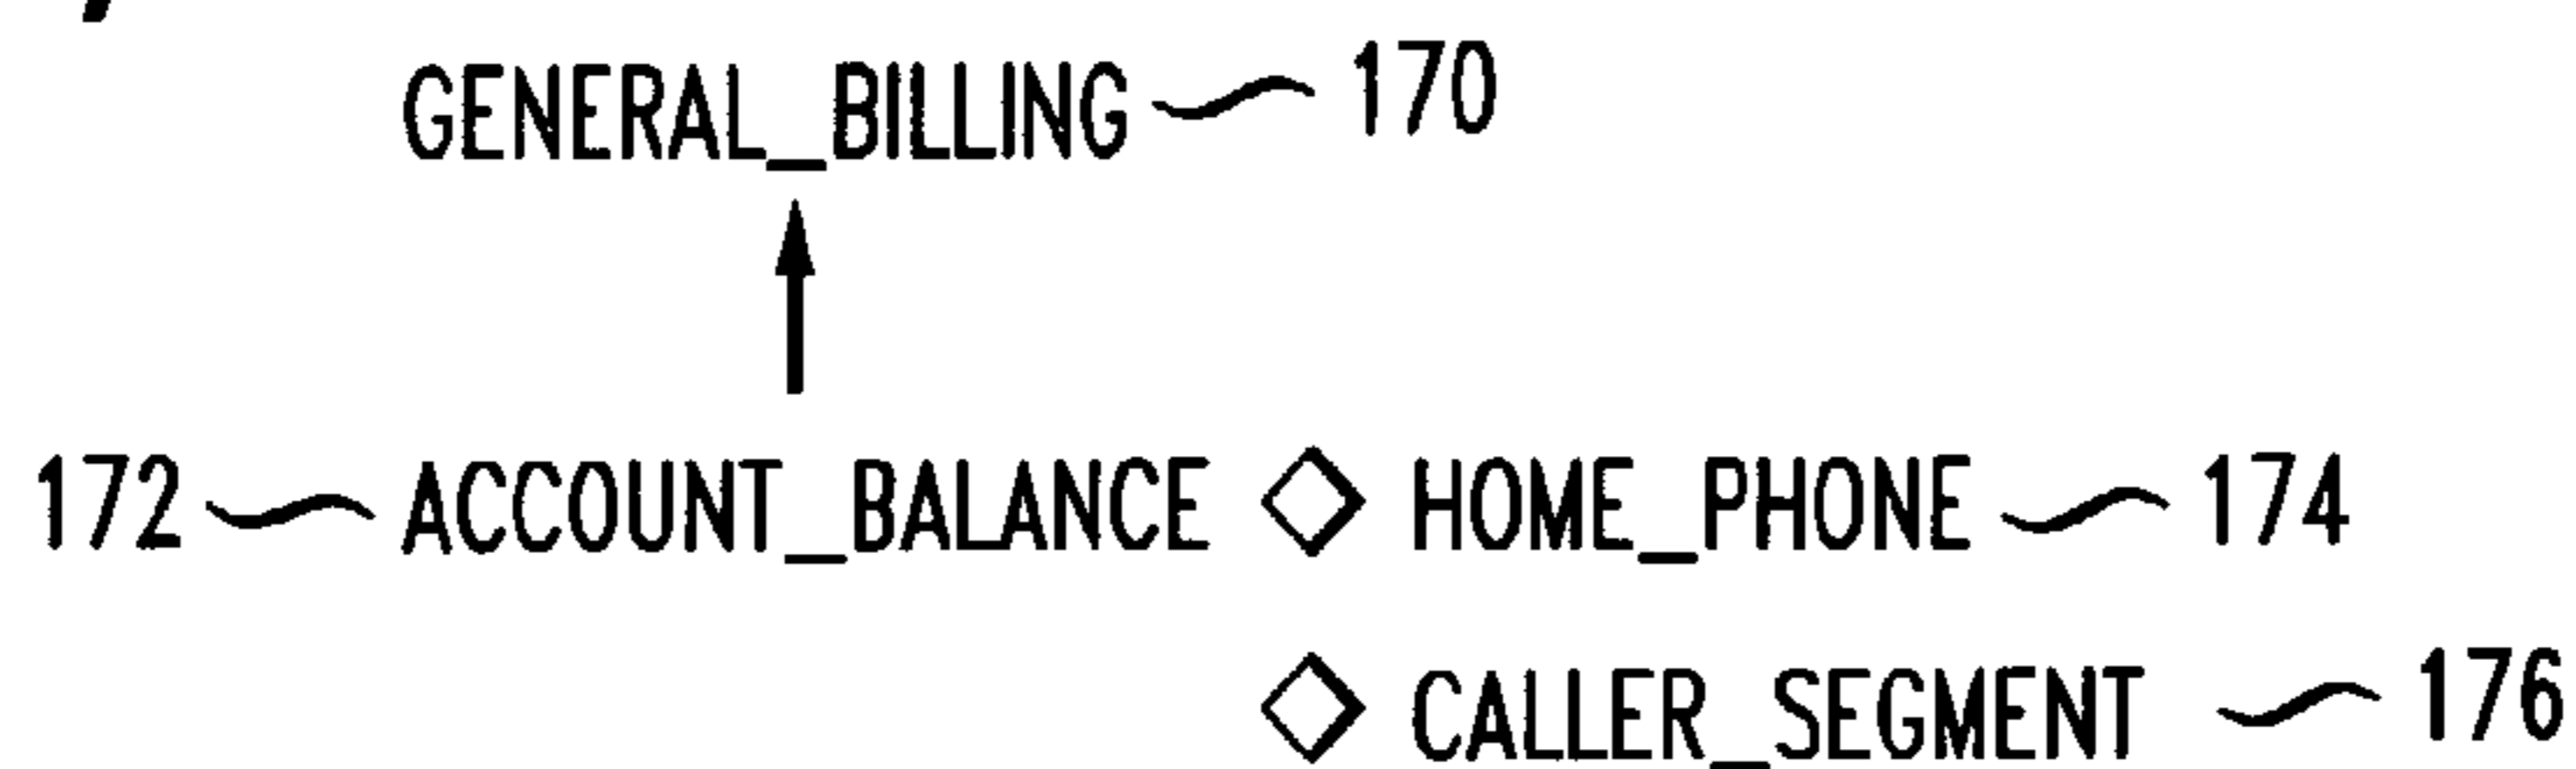 GENERAL_BILLING 170
172 ACCOUNT_BALANCE ◇ HOME_PHONE 174
◇ CALLER_SEGMENT 176